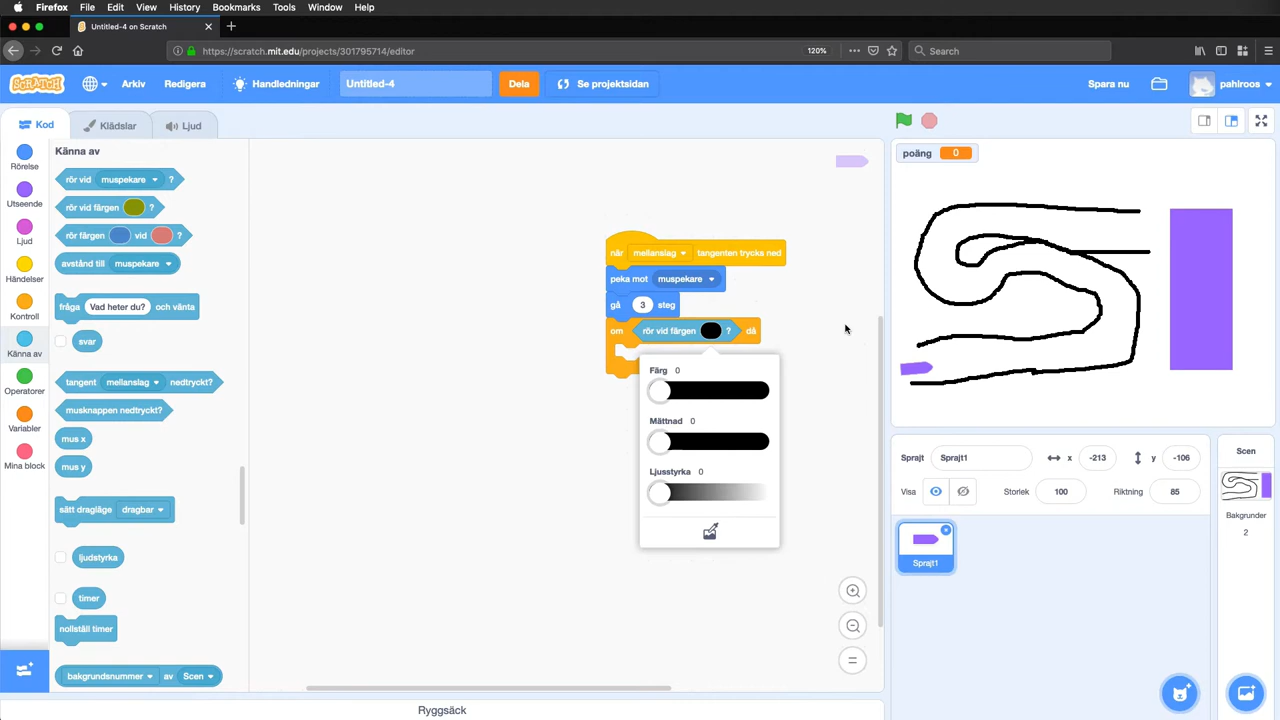 Firefox File Edit View History Bookmarks Tools Window Help
Untitled-4 on Scratch
https://scratch.mit.edu/projects/301795714/editor 120% Search
SCRATCH Arkiv Redigera Handledningar Untitled-4 Dela Se projektsidan Spara nu pahiroos
Kod Klädslar Ljud
Rörelse
Utseende
Ljud
Händelser
Kontroll
Känna av
Operatorer
Variabler
Mina block
Känna av
rör vid muspekare ?
rör vid färgen ?
rör färgen vid ?
avstånd till muspekare
fråga Vad heter du? och vänta
svar
tangent mellanslag nedtryckt?
musknappen nedtryckt?
mus x
mus y
sätt dragläge dragbar
ljudstyrka
timer
nollställ timer
bakgrundsnummer av Scen
när mellanslag tangenten trycks ned
peka mot muspekare
gå 3 steg
om rör vid färgen ? då
Färg 0
Mättnad 0
Ljusstyrka 0
poäng 0
Sprajt Sprajt1 x -213 y -106
Visa Storlek 100 Riktning 85
Sprajt1
Scen
Bakgrunder
2
Ryggsäck